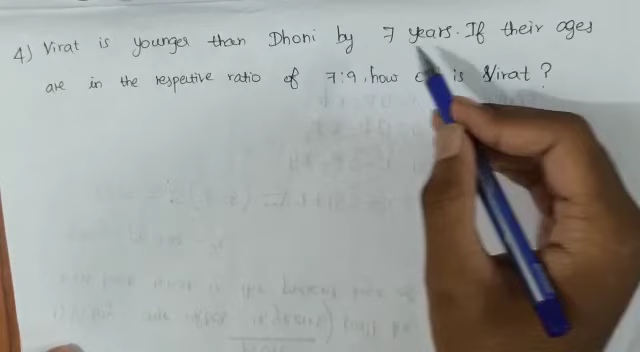 4) Virat is younger than Dhoni by 7 years. If their ages
are in the respective ratio of 7:9, how is Virat ?